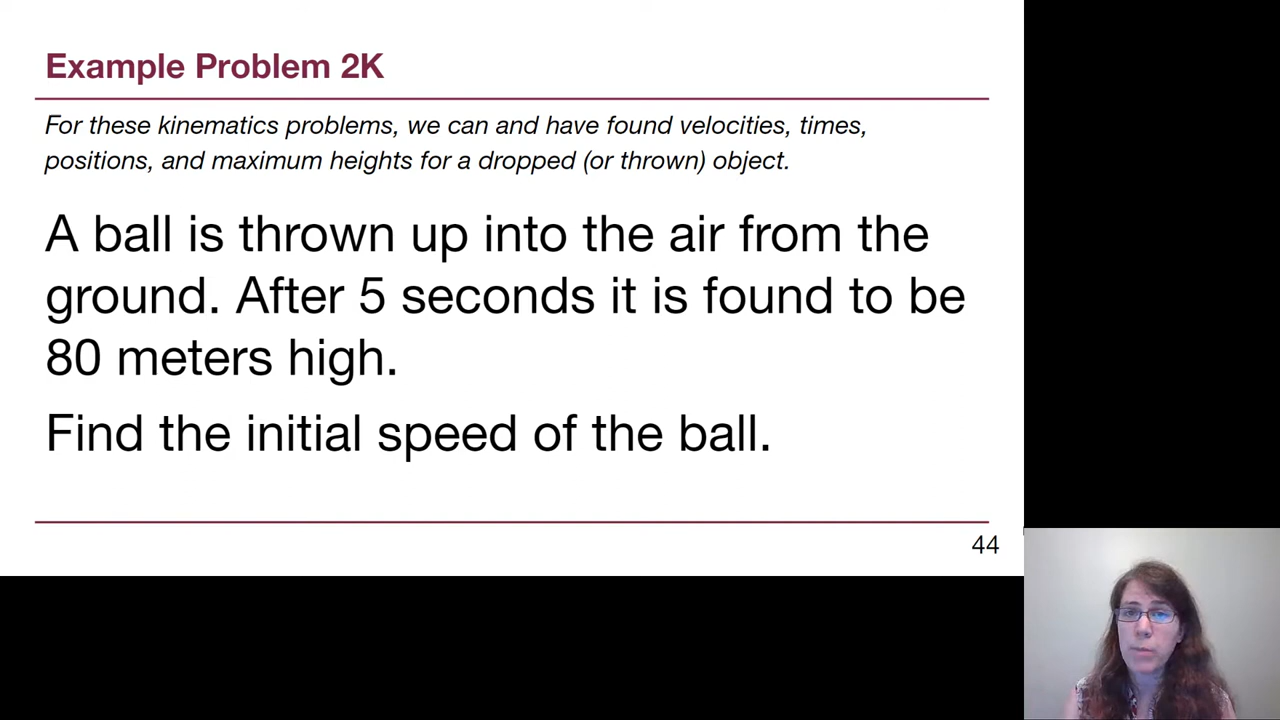 Example Problem 2K
For these kinematics problems, we can and have found velocities, times,
positions, and maximum heights for a dropped (or thrown) object.
A ball is thrown up into the air from the
ground. After 5 seconds it is found to be
80 meters high.
Find the initial speed of the ball.
44